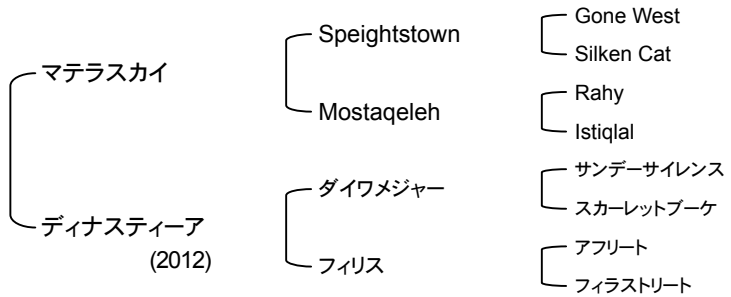 マテラスカイ
ディナスティーア
(2012)
Speightstown
Mostaqeleh
ダイワメジャー
フィリス
Gone West
Silken Cat
Rahy
Istiqlal
サンデーサイレンス
スカーレットブーケ
アフリート
フィラストリート